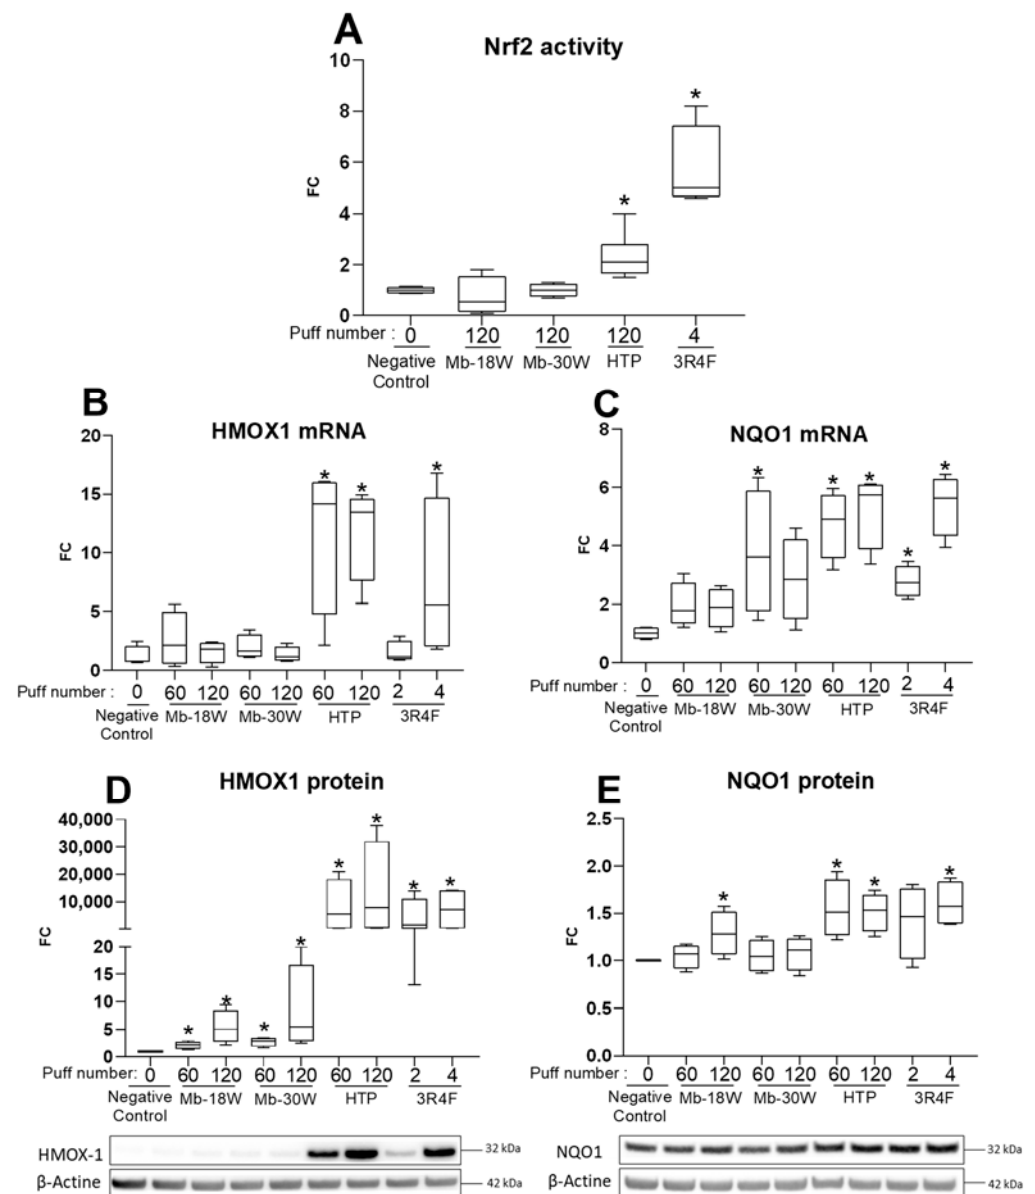 A
Nrf2 activity
10
8
6
4
2
0
FC
* *
Puff number : 0 120 120 120 4
Negative Control Mb-18W Mb-30W HTP 3R4F
B
HMOX1 mRNA
20
15
10
5
0
FC
* * *
Puff number : 0 60 120 60 120 60 120 2 4
Negative Control Mb-18W Mb-30W HTP 3R4F
C
NQO1 mRNA
8
6
4
2
0
FC
* * * * *
Puff number : 0 60 120 60 120 60 120 2 4
Negative Control Mb-18W Mb-30W HTP 3R4F
D
HMOX1 protein
40,000
30,000
20,000
10,000
20
15
10
5
0
FC
* * * * * * * *
Puff number: 0 60 120 60 120 60 120 2 4
Negative Control Mb-18W Mb-30W HTP 3R4F
HMOX-1 32 kDa
β-Actine 42 kDa
E
NQO1 protein
2.5
2.0
1.5
1.0
0.5
0.0
FC
* * * *
Puff number: 0 60 120 60 120 60 120 2 4
Negative Control Mb-18W Mb-30W HTP 3R4F
NQO1 32 kDa
β-Actine 42 kDa